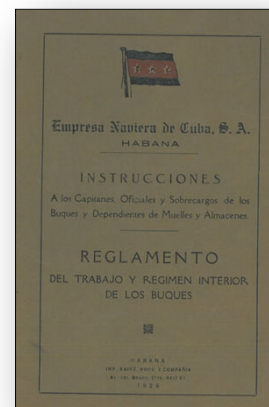 Empresa Naviera de Cuba, S. A.
HABANA
INSTRUCCIONES
A los Capitanes, Oficiales y Sobrecargos de los
Buques y Dependientes de Muelles y Almacenes
REGLAMENTO
DEL TRABAJO Y REGIMEN INTERIOR
DE LOS BUQUES
HABANA
1928